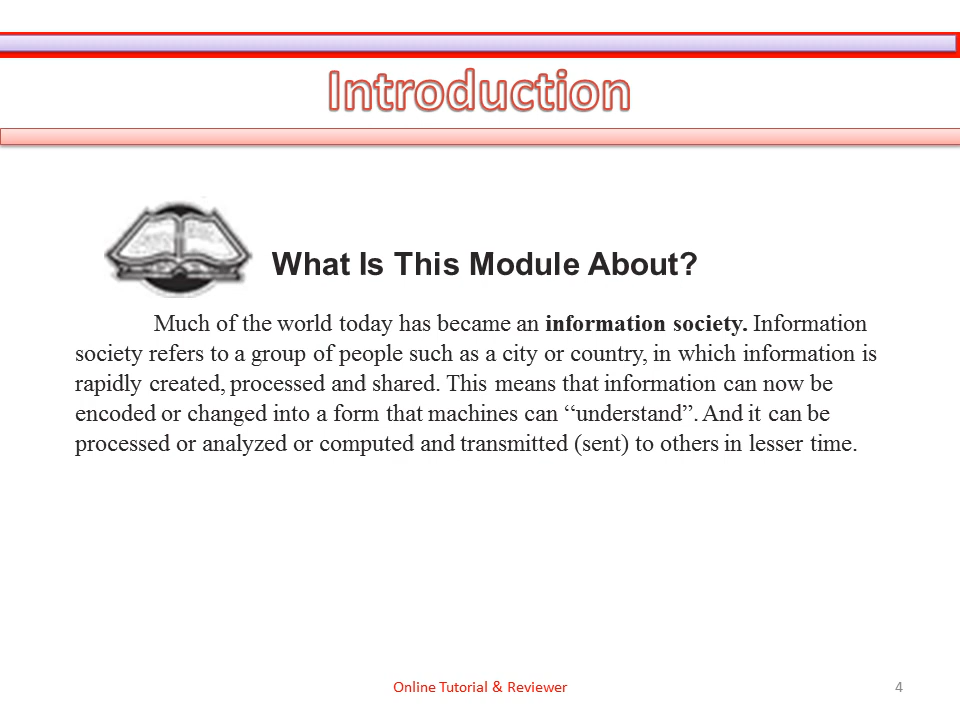 Introduction
What Is This Module About?
Much of the world today has became an information society. Information
society refers to a group of people such as a city or country, in which information is
rapidly created, processed and shared. This means that information can now be
encoded or changed into a form that machines can “understand”. And it can be
processed or analyzed or computed and transmitted (sent) to others in lesser time.
Online Tutorial & Reviewer
4